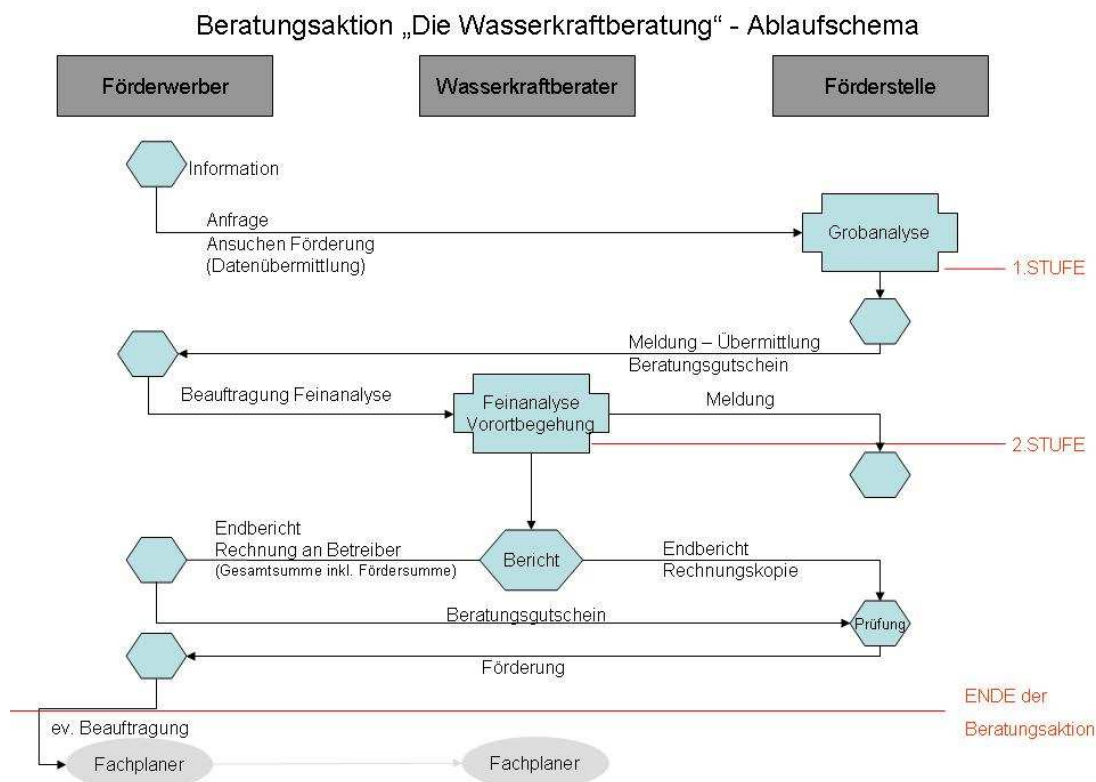 Beratungsaktion „Die Wasserkraftberatung“ - Ablaufschema
Förderwerber
Wasserkraftberater
Förderstelle
Information
Anfrage
Ansuchen Förderung
(Datenübermittlung)
Grobanalyse
1.STUFE
Meldung – Übermittlung
Beratungsgutschein
Beauftragung Feinanalyse
Feinanalyse
Vorortbegehung
Meldung
2.STUFE
Endbericht
Rechnung an Betreiber
(Gesamtsumme inkl. Fördersumme)
Bericht
Endbericht
Rechnungskopie
Beratungsgutschein
Prüfung
Förderung
ENDE der
Beratungsaktion
ev. Beauftragung
Fachplaner
Fachplaner